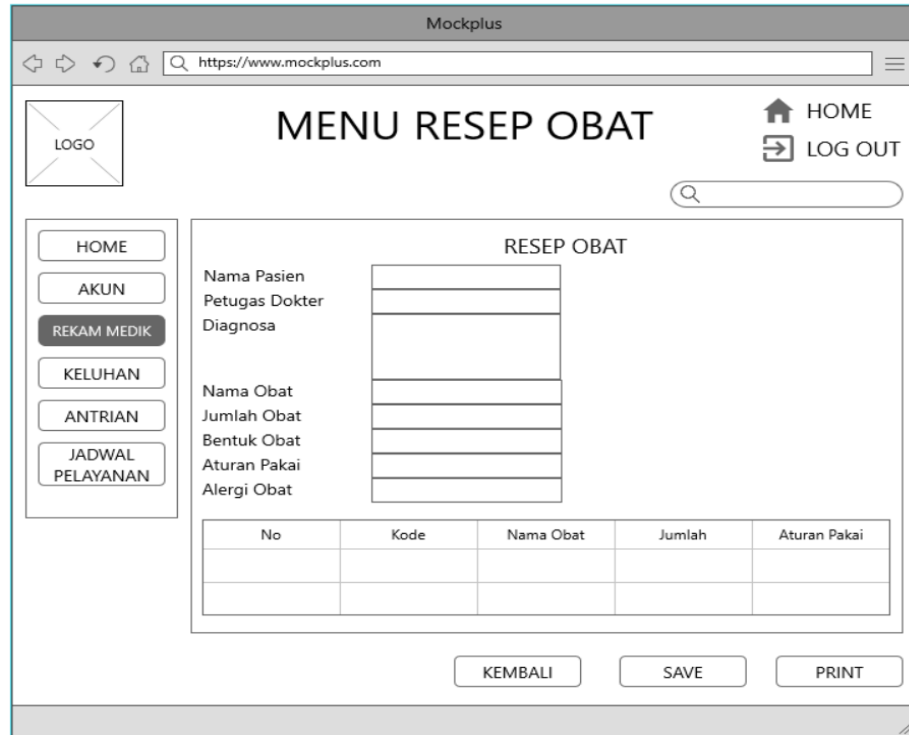 Mockplus
https://www.mockplus.com
LOGO
MENU RESEP OBAT
HOME
LOG OUT
HOME
AKUN
REKAM MEDIK
KELUHAN
ANTRIAN
JADWAL
PELAYANAN
RESEP OBAT
Nama Pasien
Petugas Dokter
Diagnosa
Nama Obat
Jumlah Obat
Bentuk Obat
Aturan Pakai
Alergi Obat
No Kode Nama Obat Jumlah Aturan Pakai
KEMBALI SAVE PRINT